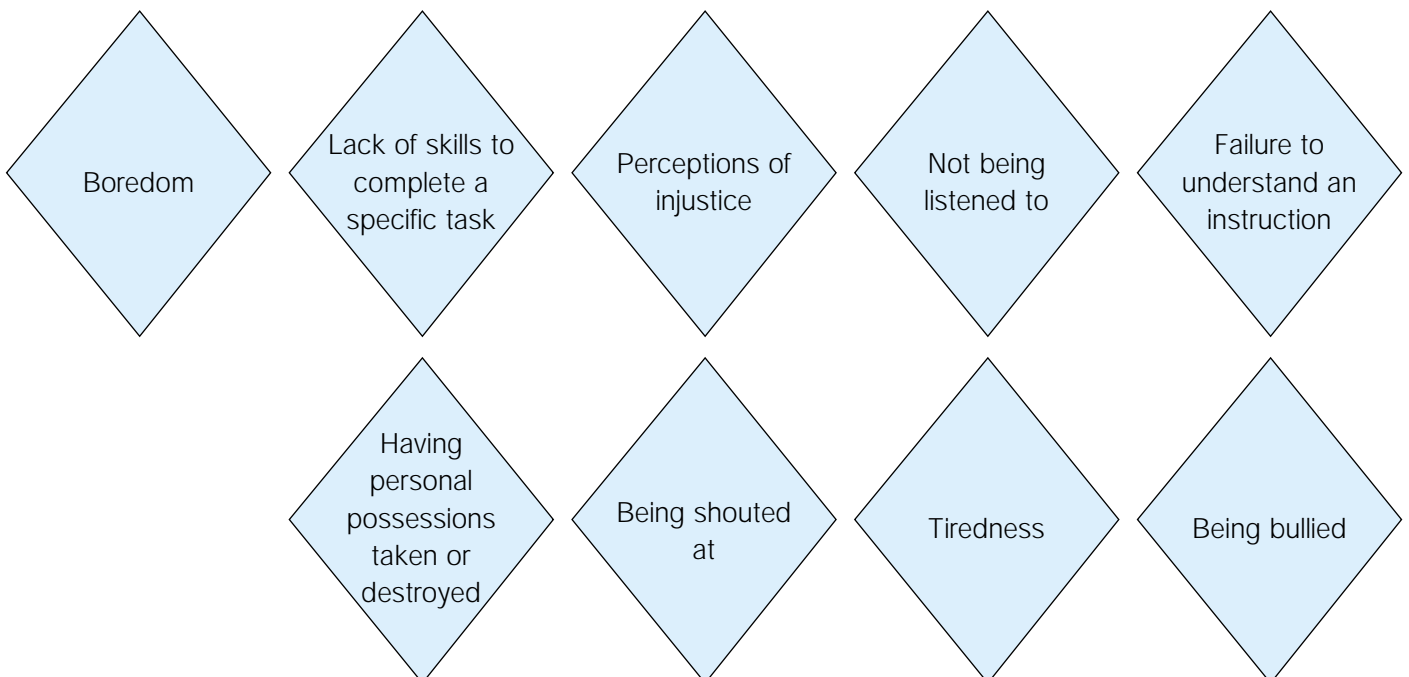 Boredom
Lack of skills to
complete a
specific task
Perceptions of
injustice
Not being
listened to
Failure to
understand an
instruction
Having
personal
possessions
taken or
destroyed
Being shouted
at
Tiredness
Being bullied